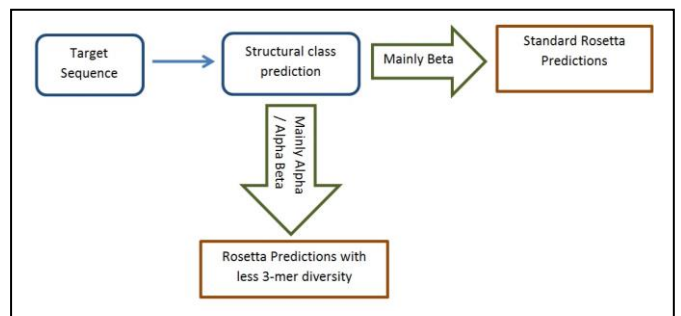 Target
Sequence
Structural class
prediction
Mainly Beta
Standard Rosetta
Predictions
Mainly Alpha
/ Alpha Beta
Rosetta Predictions with
less 3-mer diversity